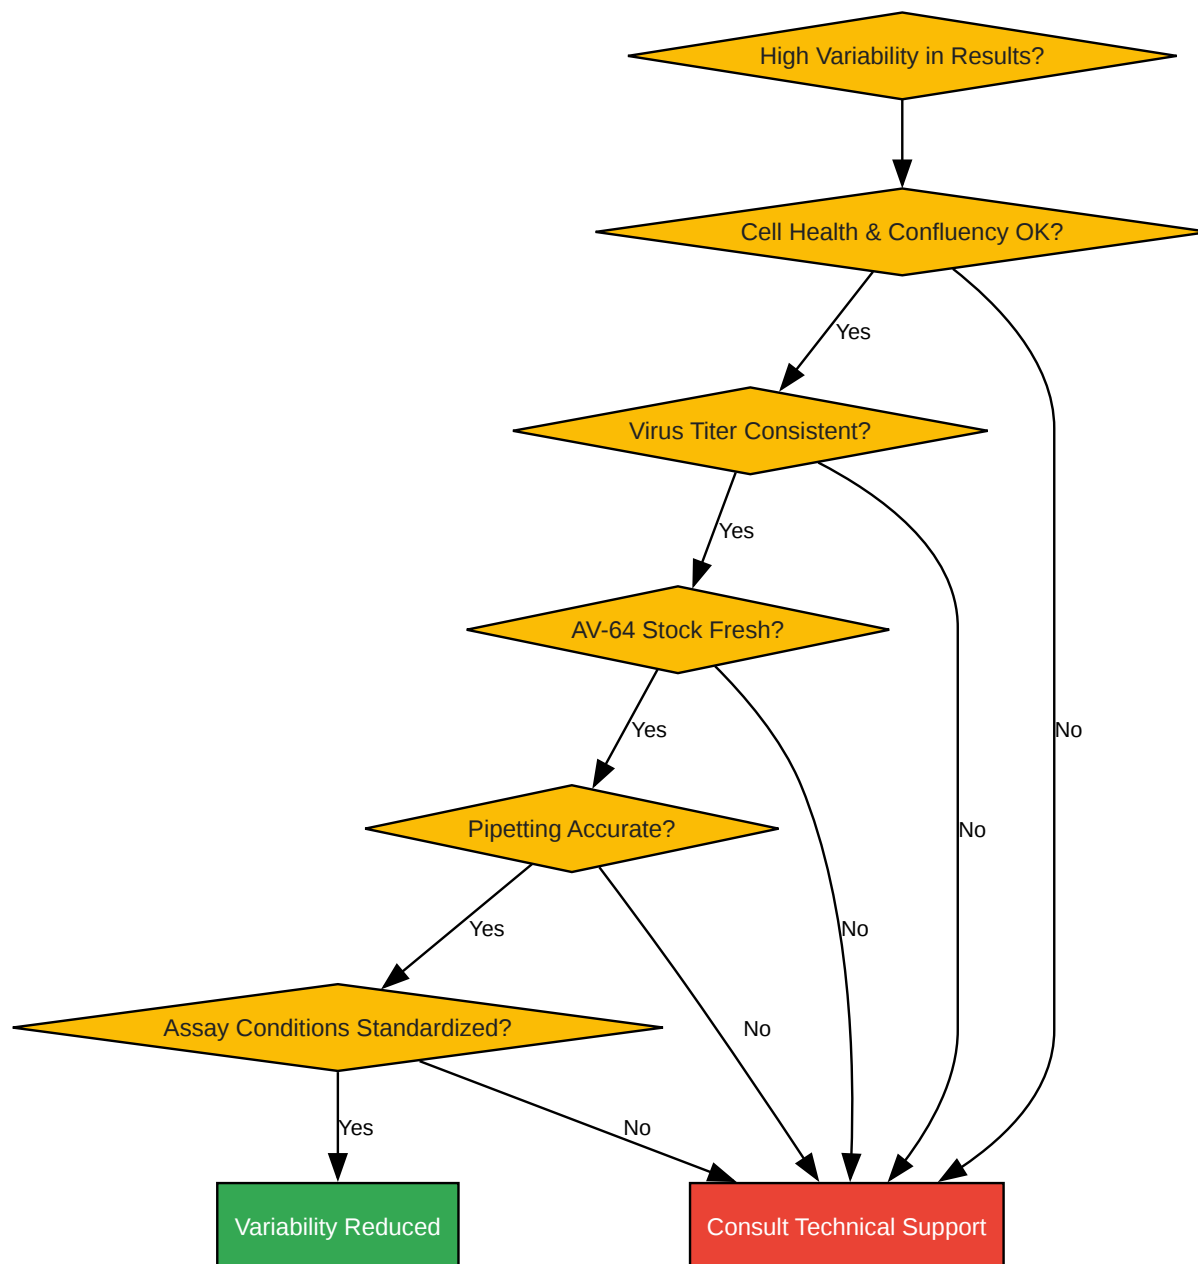 High Variability in Results?
Cell Health & Confluency OK?
Yes
Virus Titer Consistent?
Yes
AV-64 Stock Fresh?
Yes
No
Pipetting Accurate?
No
Yes
No
Assay Conditions Standardized?
No
Yes
No
Variability Reduced
Consult Technical Support